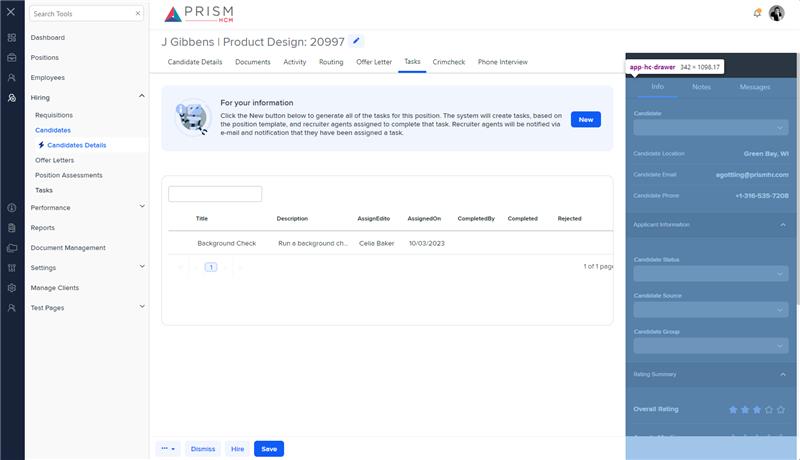 Search Tools
PRISM
HCM
Dashboard
Positions
Employees
Hiring
Requisitions
Candidates
Candidates Details
Offer Letters
Position Assessments
Tasks
Performance
Reports
Document Management
Settings
Manage Clients
Test Pages
J Gibbens | Product Design: 20997
Candidate Details Documents Activity Routing Offer Letter Tasks Crimcheck Phone Interview
For your information
Click the New button below to generate all of the tasks for this position. The system will create tasks, based on
the position template, and recruiter agents assigned to complete that task. Recruiter agents will be notified via
e-mail and notification that they have been assigned a task.
New
Title Description AssignEdito AssignedOn CompletedBy Completed Rejected
Background Check Run a background ch... Celia Baker 10/03/2023
1
1 of 1 page
... Dismiss Hire Save
app-hc-drawer 342 × 1098.17
Info Notes Messages
Candidate
Candidate Location Green Bay, WI
Candidate Email agottling@prismhr.com
Candidate Phone +1-316-535-7208
Applicant Information
Candidate Status
Candidate Source
Candidate Group
Rating Summary
Overall Rating